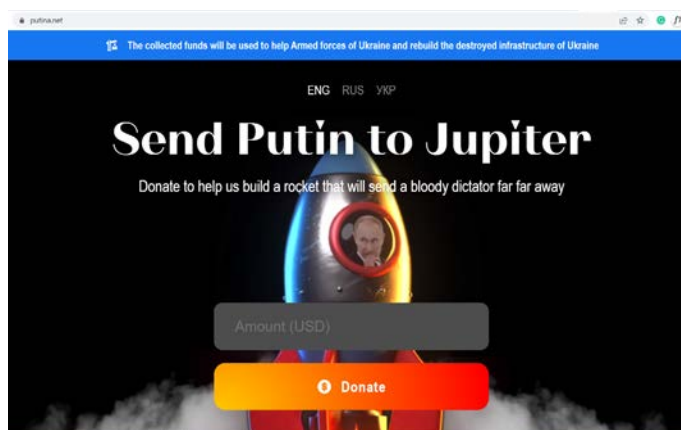 putina.net
The collected funds will be used to help Armed forces of Ukraine and rebuild the destroyed infrastructure of Ukraine
ENG RUS УКР
Send Putin to Jupiter
Donate to help us build a rocket that will send a bloody dictator far far away
Amount (USD)
Donate